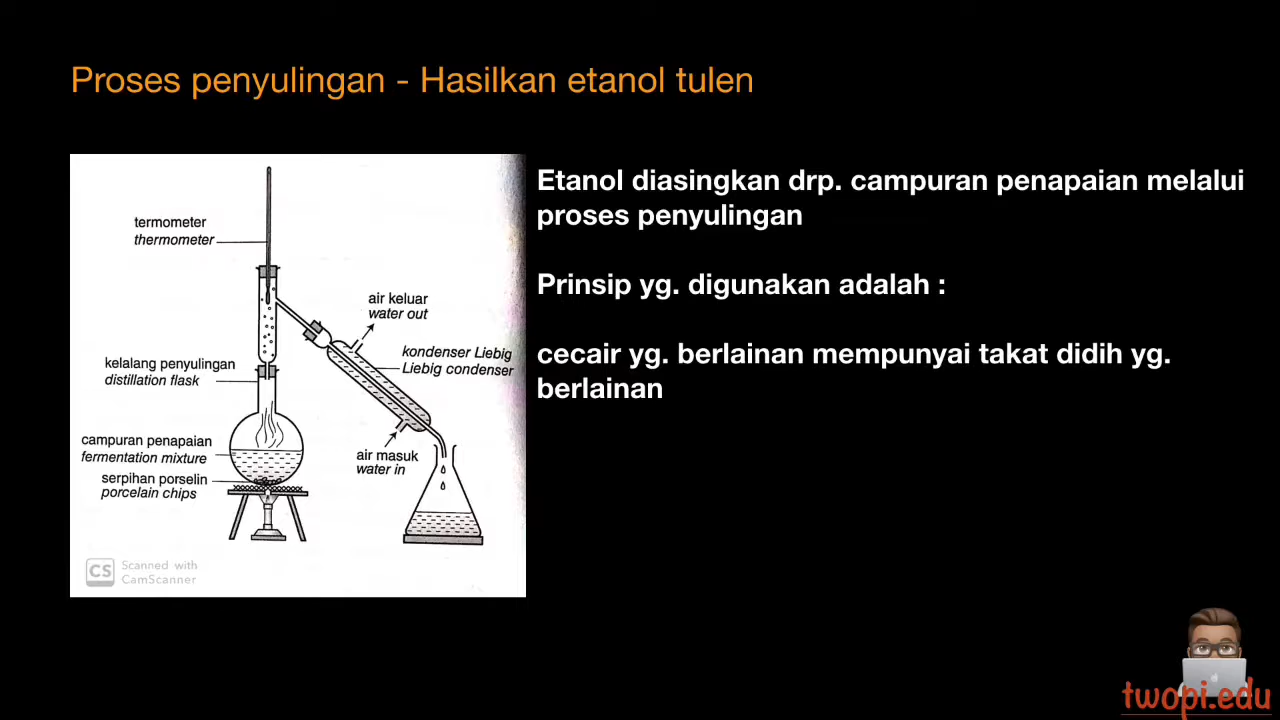 Proses penyulingan - Hasilkan etanol tulen
termometer
thermometer
air keluar
water out
kondenser Liebig
Liebig condenser
kelalang penyulingan
distillation flask
campuran penapaian
fermentation mixture
air masuk
water in
serpihan porselin
porcelain chips
CS
Scanned with
CamScanner
Etanol diasingkan drp. campuran penapaian melalui
proses penyulingan
Prinsip yg. digunakan adalah :
cecair yg. berlainan mempunyai takat didih yg.
berlainan
twopi.edu